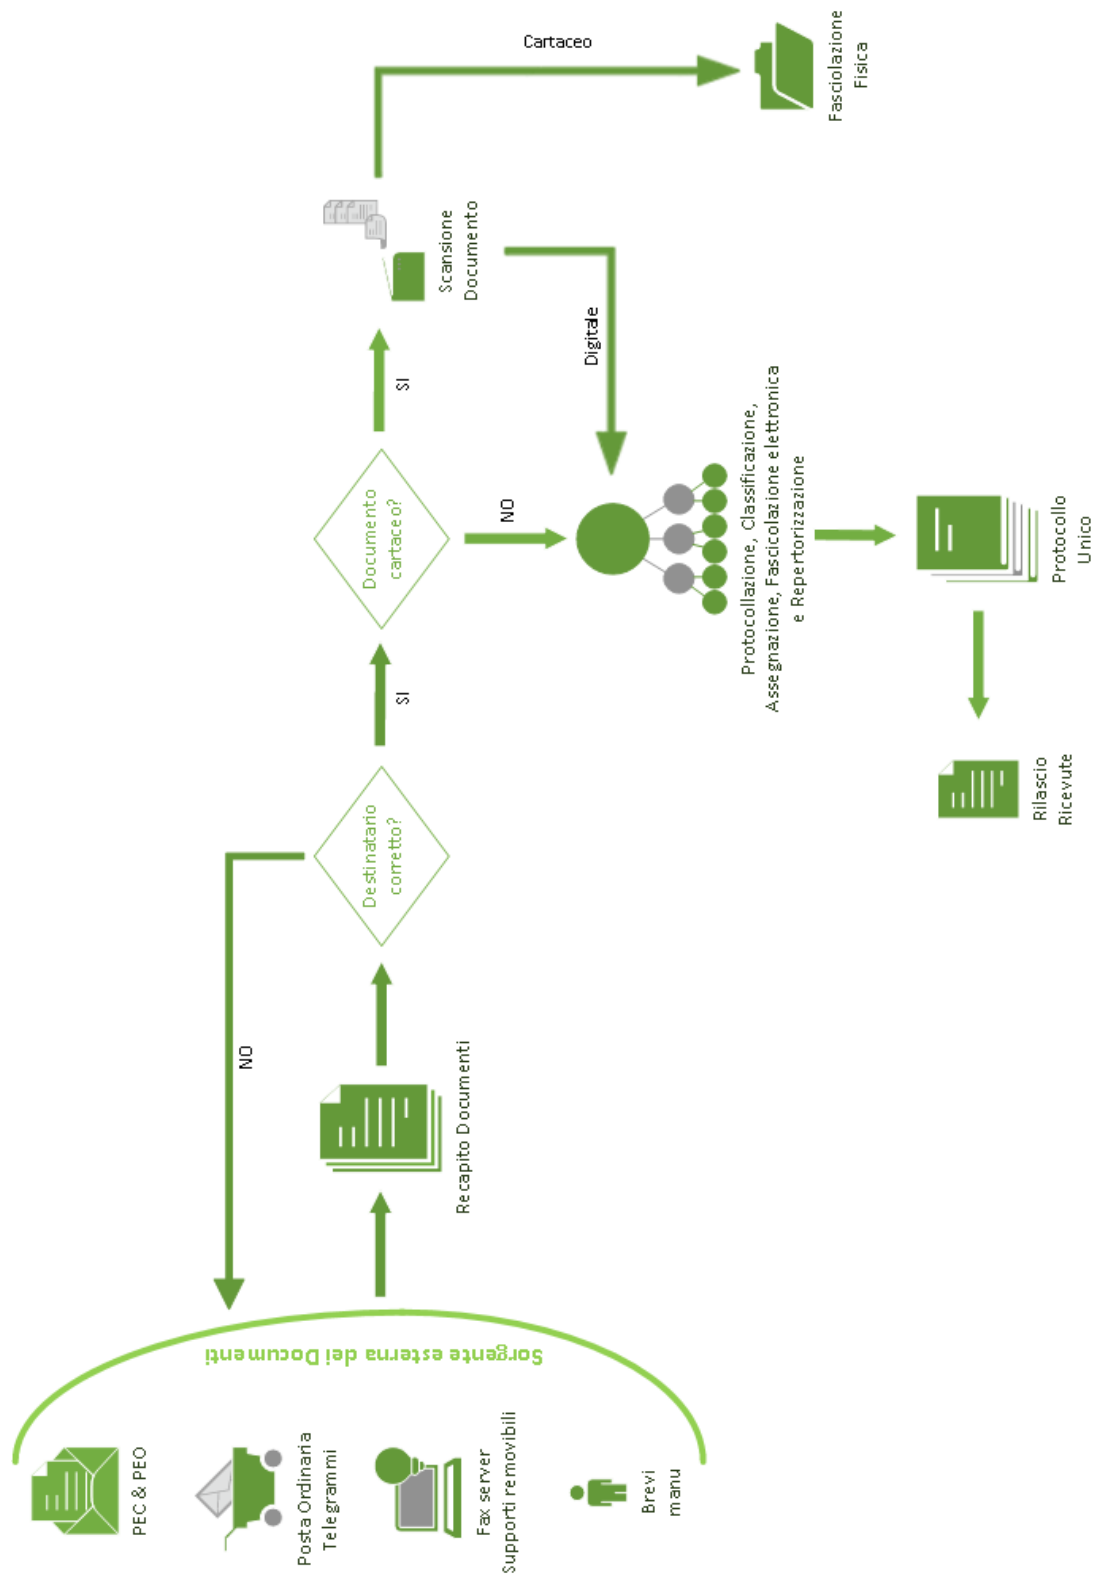 PEC & PEO
Posta Ordinaria
Telegrammi
Fax server
Supporti removibili
Brevi
manu
Sorgente esterna dei Documenti
NO
Recapito Documenti
Destinatario
corretto?
SI
Documento
cartaceo?
SI
NO
Scansione
Documento
Cartaceo
Digitale
Fasciolazione
Fisica
Protocollazione, Classificazione,
Assegnazione, Fascicolazione elettronica
e Repertorizzazione
Protocollo
Unico
Rilascio
Ricevute